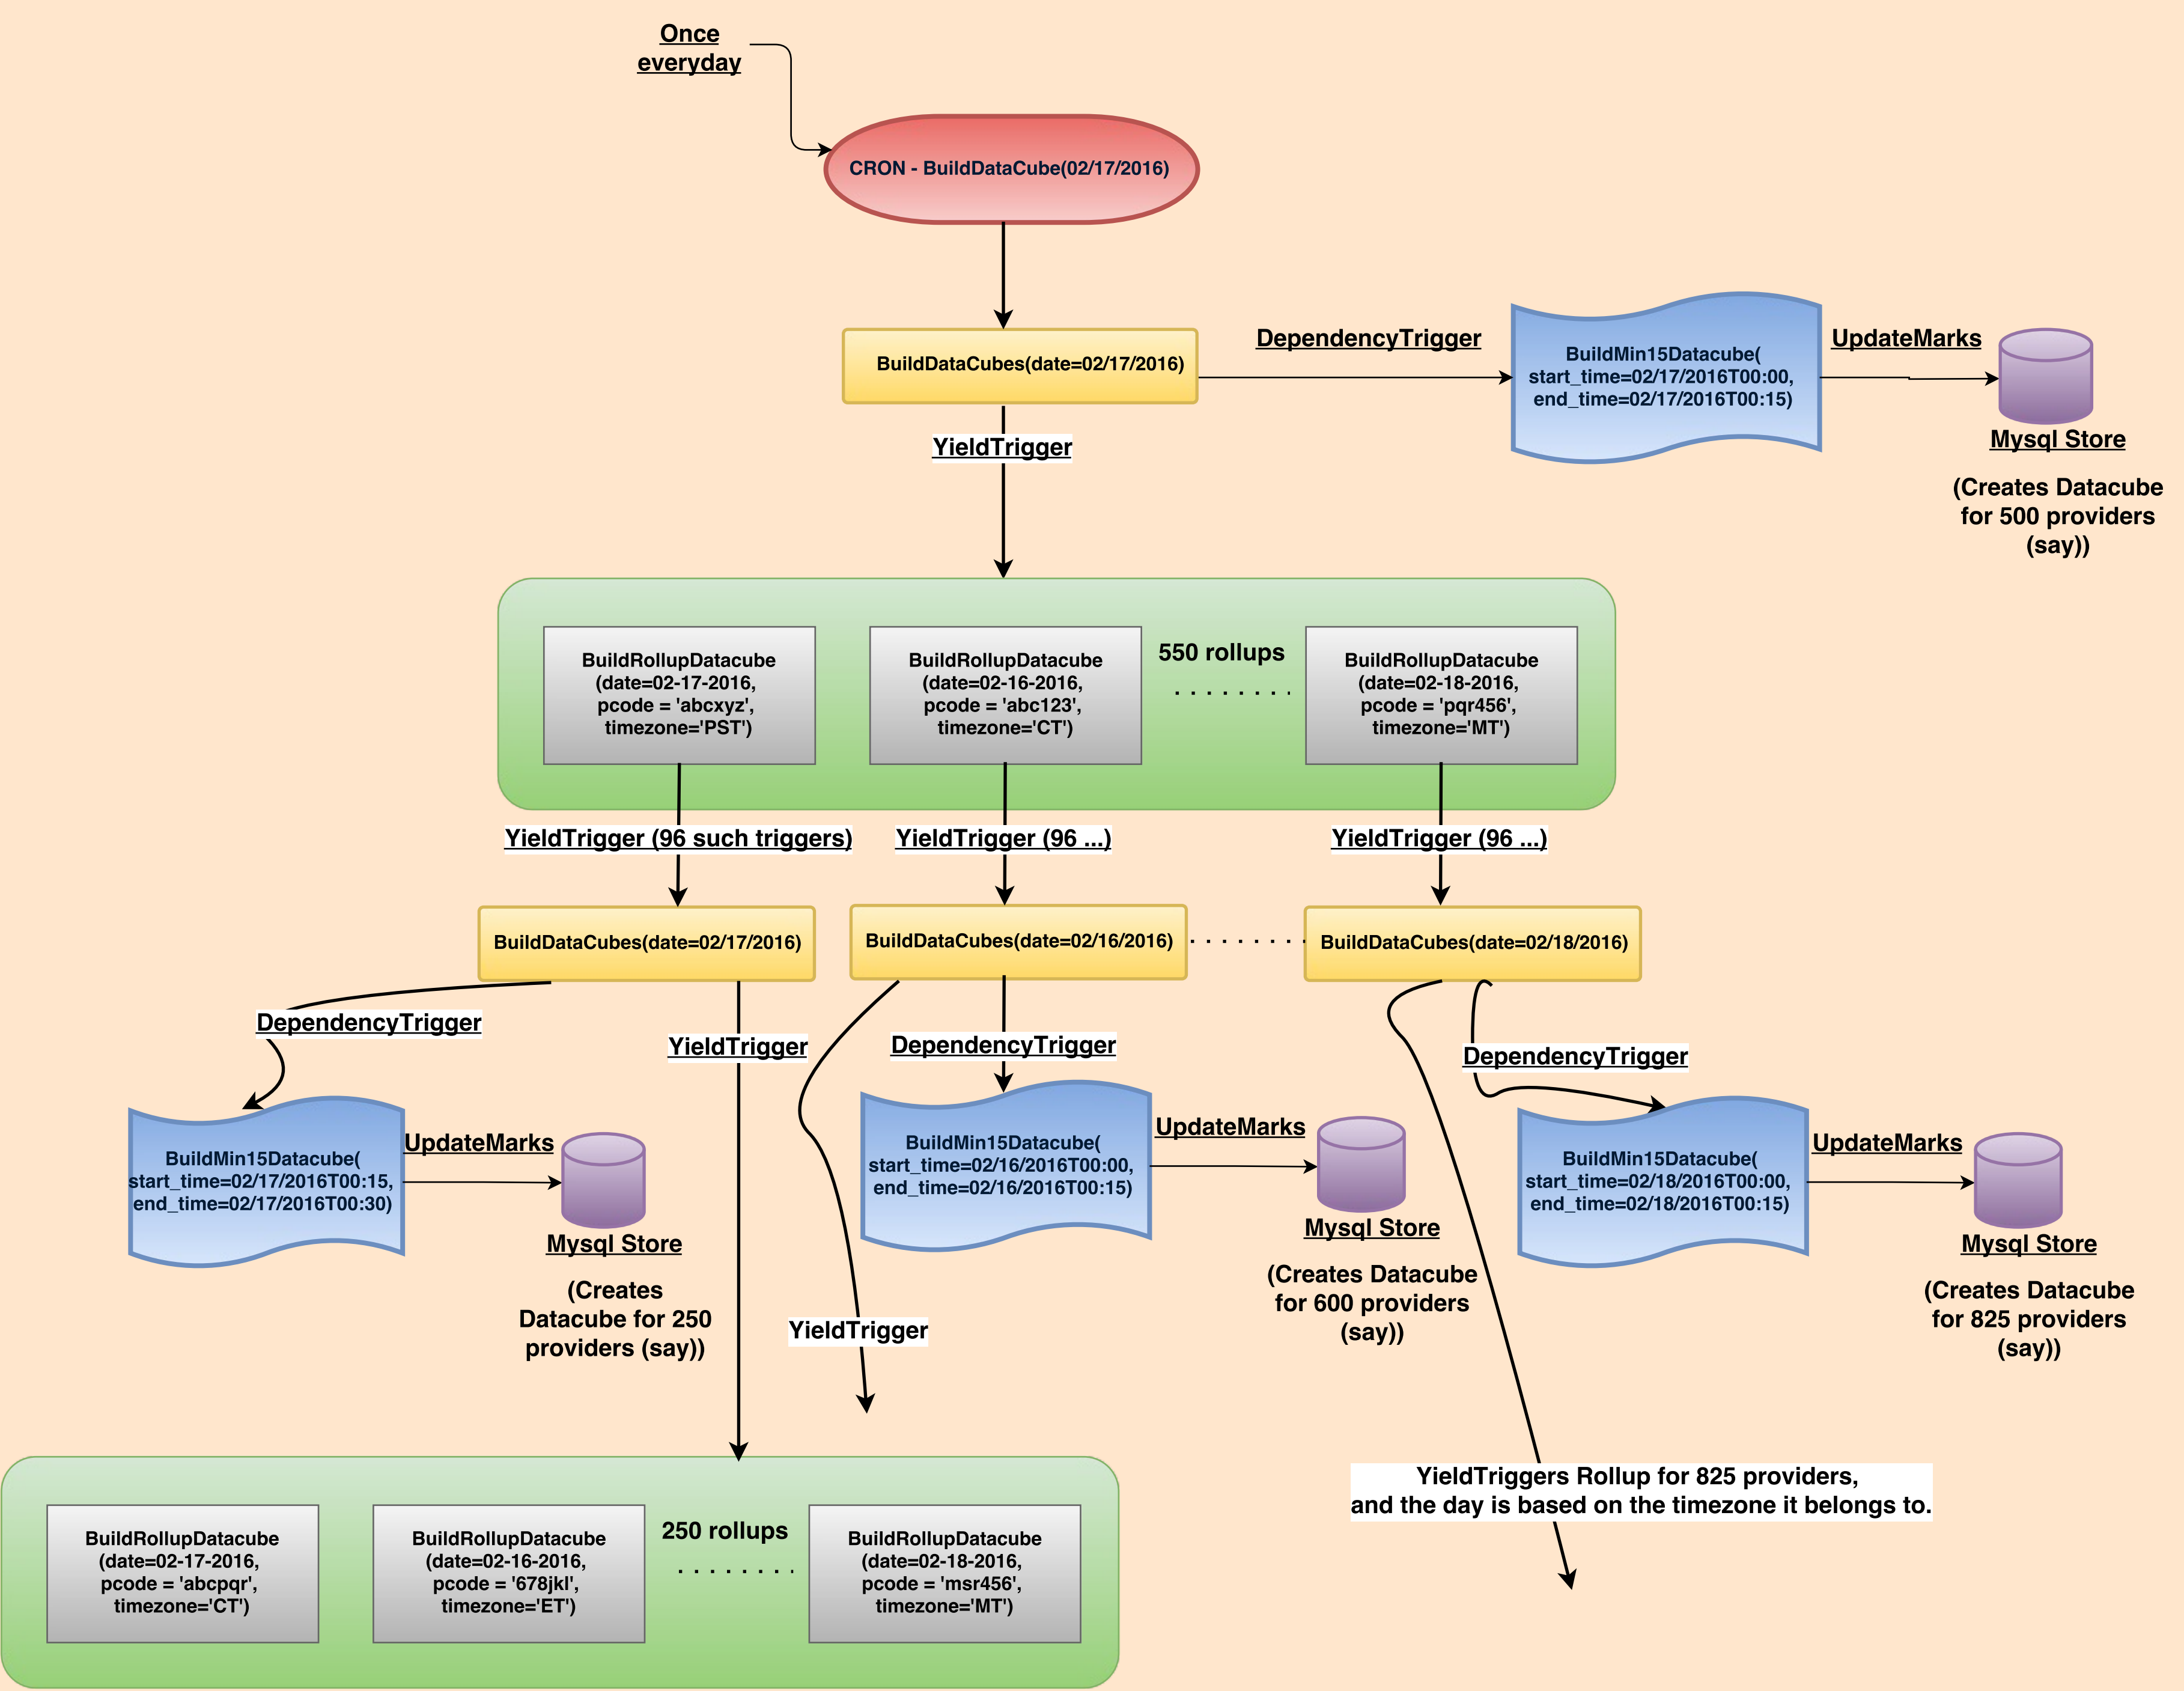 Once
everyday
CRON - BuildDataCube(02/17/2016)
BuildDataCubes(date=02/17/2016)
DependencyTrigger
BuildMin15Datacube(
start_time=02/17/2016T00:00,
end_time=02/17/2016T00:15)
UpdateMarks
Mysql Store
(Creates Datacube
for 500 providers
(say))
YieldTrigger
BuildRollupDatacube
(date=02-17-2016,
pcode = 'abcxyz',
timezone='PST')
BuildRollupDatacube
(date=02-16-2016,
pcode = 'abc123',
timezone='CT')
550 rollups
. . . . . . . .
BuildRollupDatacube
(date=02-18-2016,
pcode = 'pqr456',
timezone='MT')
YieldTrigger (96 such triggers)
YieldTrigger (96 ...)
YieldTrigger (96 ...)
BuildDataCubes(date=02/17/2016)
BuildDataCubes(date=02/16/2016)
. . . . . . . .
BuildDataCubes(date=02/18/2016)
DependencyTrigger
YieldTrigger
DependencyTrigger
DependencyTrigger
BuildMin15Datacube(
start_time=02/17/2016T00:15,
end_time=02/17/2016T00:30)
UpdateMarks
Mysql Store
(Creates
Datacube for 250
providers (say))
YieldTrigger
BuildMin15Datacube(
start_time=02/16/2016T00:00,
end_time=02/16/2016T00:15)
UpdateMarks
Mysql Store
(Creates Datacube
for 600 providers
(say))
BuildMin15Datacube(
start_time=02/18/2016T00:00,
end_time=02/18/2016T00:15)
UpdateMarks
Mysql Store
(Creates Datacube
for 825 providers
(say))
YieldTriggers Rollup for 825 providers,
and the day is based on the timezone it belongs to.
BuildRollupDatacube
(date=02-17-2016,
pcode = 'abcpqr',
timezone='CT')
BuildRollupDatacube
(date=02-16-2016,
pcode = '678jkl',
timezone='ET')
250 rollups
. . . . . . . .
BuildRollupDatacube
(date=02-18-2016,
pcode = 'msr456',
timezone='MT')